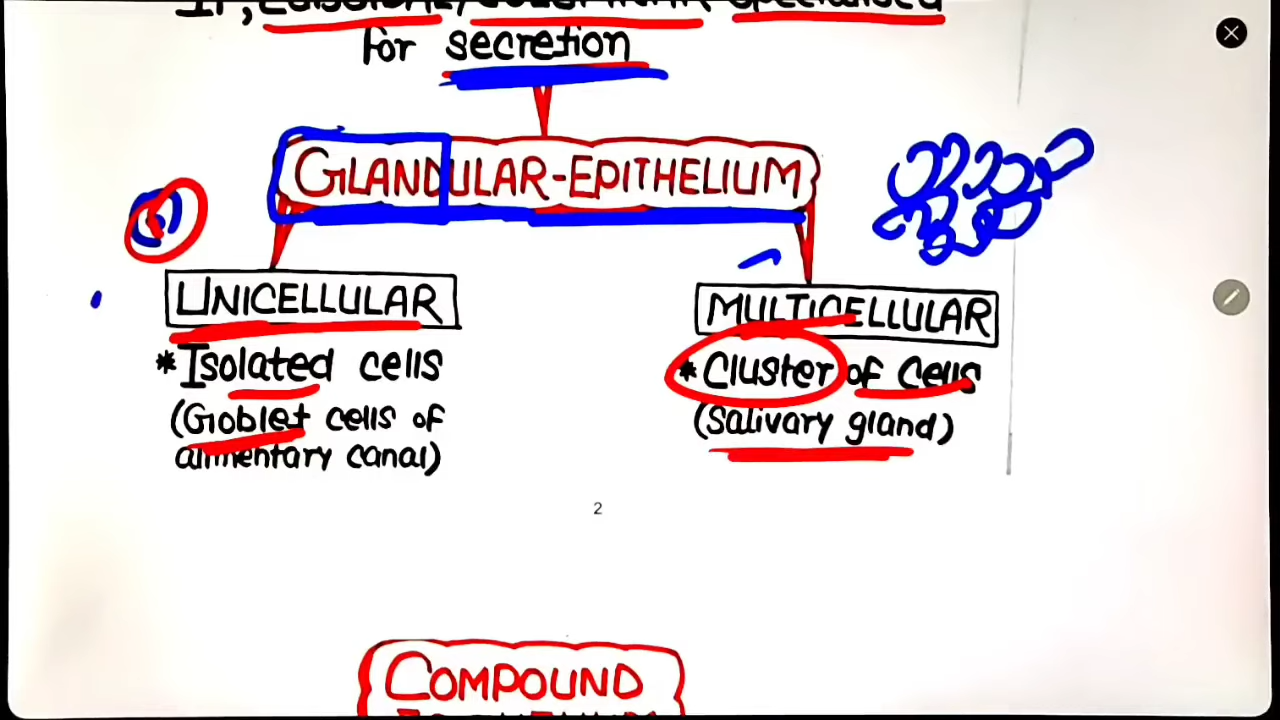 for secretion
GLANDULAR-EPITHELIUM
UNICELLULAR
MULTICELLULAR
*Isolated cells
(Goblet cells of
alimentary canal)
*Cluster of cells
(Salivary gland)
2
COMPOUND